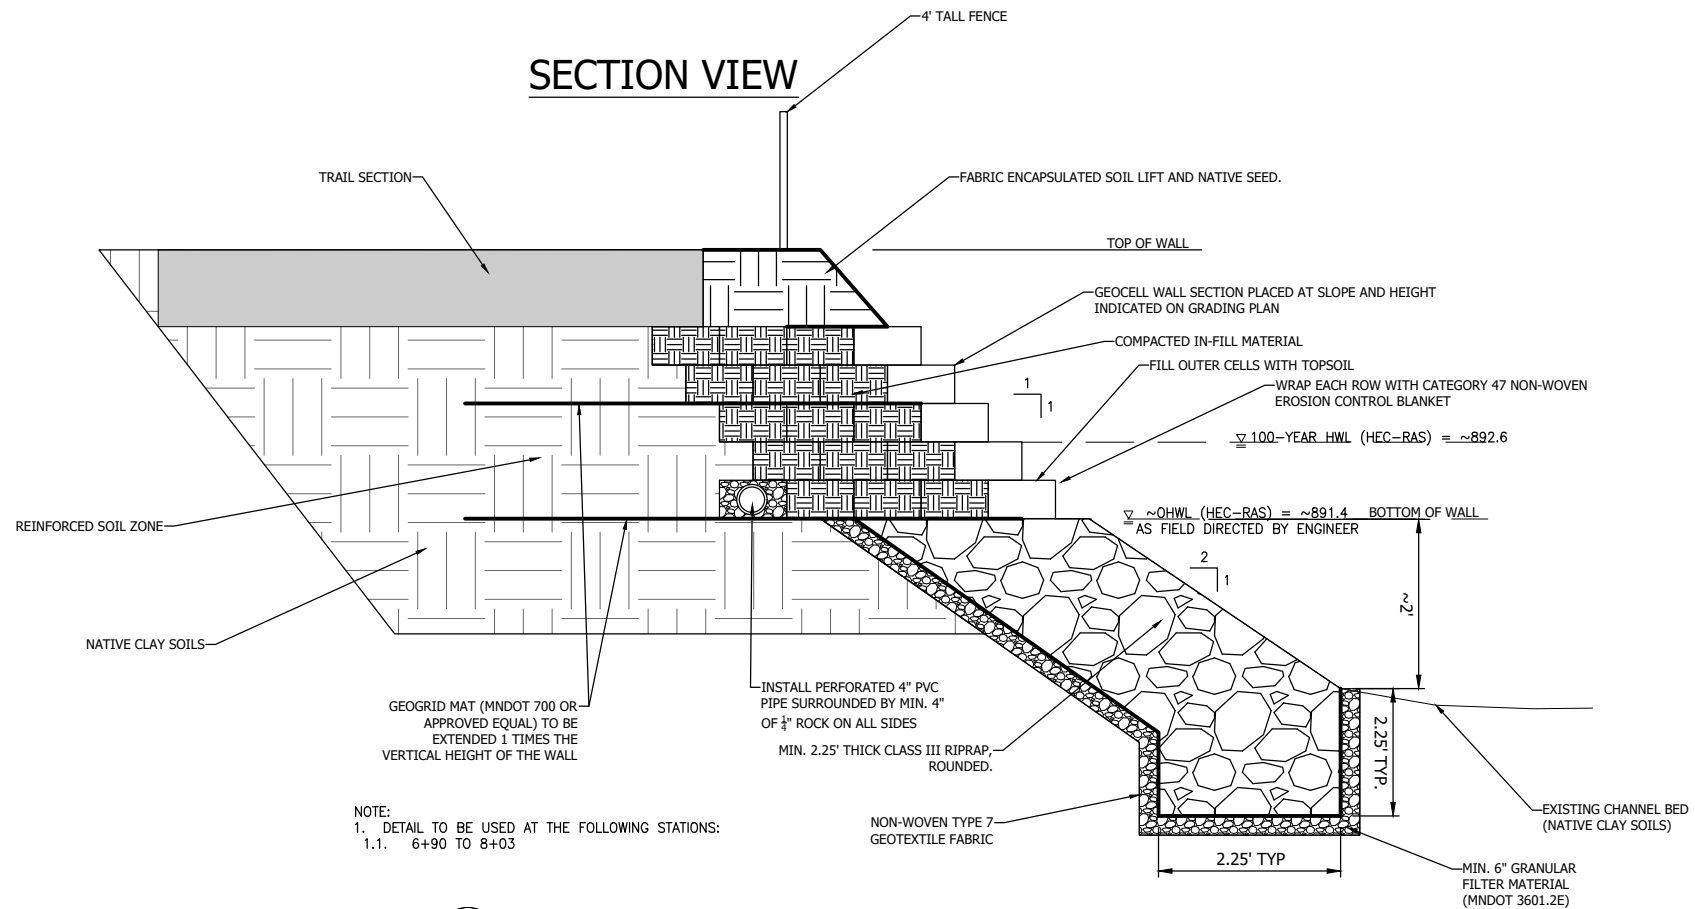 4' TALL FENCE
SECTION VIEW
TRAIL SECTION
FABRIC ENCAPSULATED SOIL LIFT AND NATIVE SEED.
TOP OF WALL
GEOCELL WALL SECTION PLACED AT SLOPE AND HEIGHT
INDICATED ON GRADING PLAN
COMPACTED IN-FILL MATERIAL
FILL OUTER CELLS WITH TOPSOIL
WRAP EACH ROW WITH CATEGORY 47 NON-WOVEN
EROSION CONTROL BLANKET
1
1
100-YEAR HWL (HEC-RAS) = ~892.6
REINFORCED SOIL ZONE
~OHWL (HEC-RAS) = ~891.4
BOTTOM OF WALL
AS FIELD DIRECTED BY ENGINEER
2
1
~2'
NATIVE CLAY SOILS
GEOGRID MAT (MNDOT 700 OR
APPROVED EQUAL) TO BE
EXTENDED 1 TIMES THE
VERTICAL HEIGHT OF THE WALL
INSTALL PERFORATED 4" PVC
PIPE SURROUNDED BY MIN. 4"
OF ¼" ROCK ON ALL SIDES
MIN. 2.25' THICK CLASS III RIPRAP,
ROUNDED.
2.25' TYP.
NON-WOVEN TYPE 7
GEOTEXTILE FABRIC
EXISTING CHANNEL BED
(NATIVE CLAY SOILS)
2.25' TYP
MIN. 6" GRANULAR
FILTER MATERIAL
(MNDOT 3601.2E)
NOTE:
1. DETAIL TO BE USED AT THE FOLLOWING STATIONS:
1.1. 6+90 TO 8+03